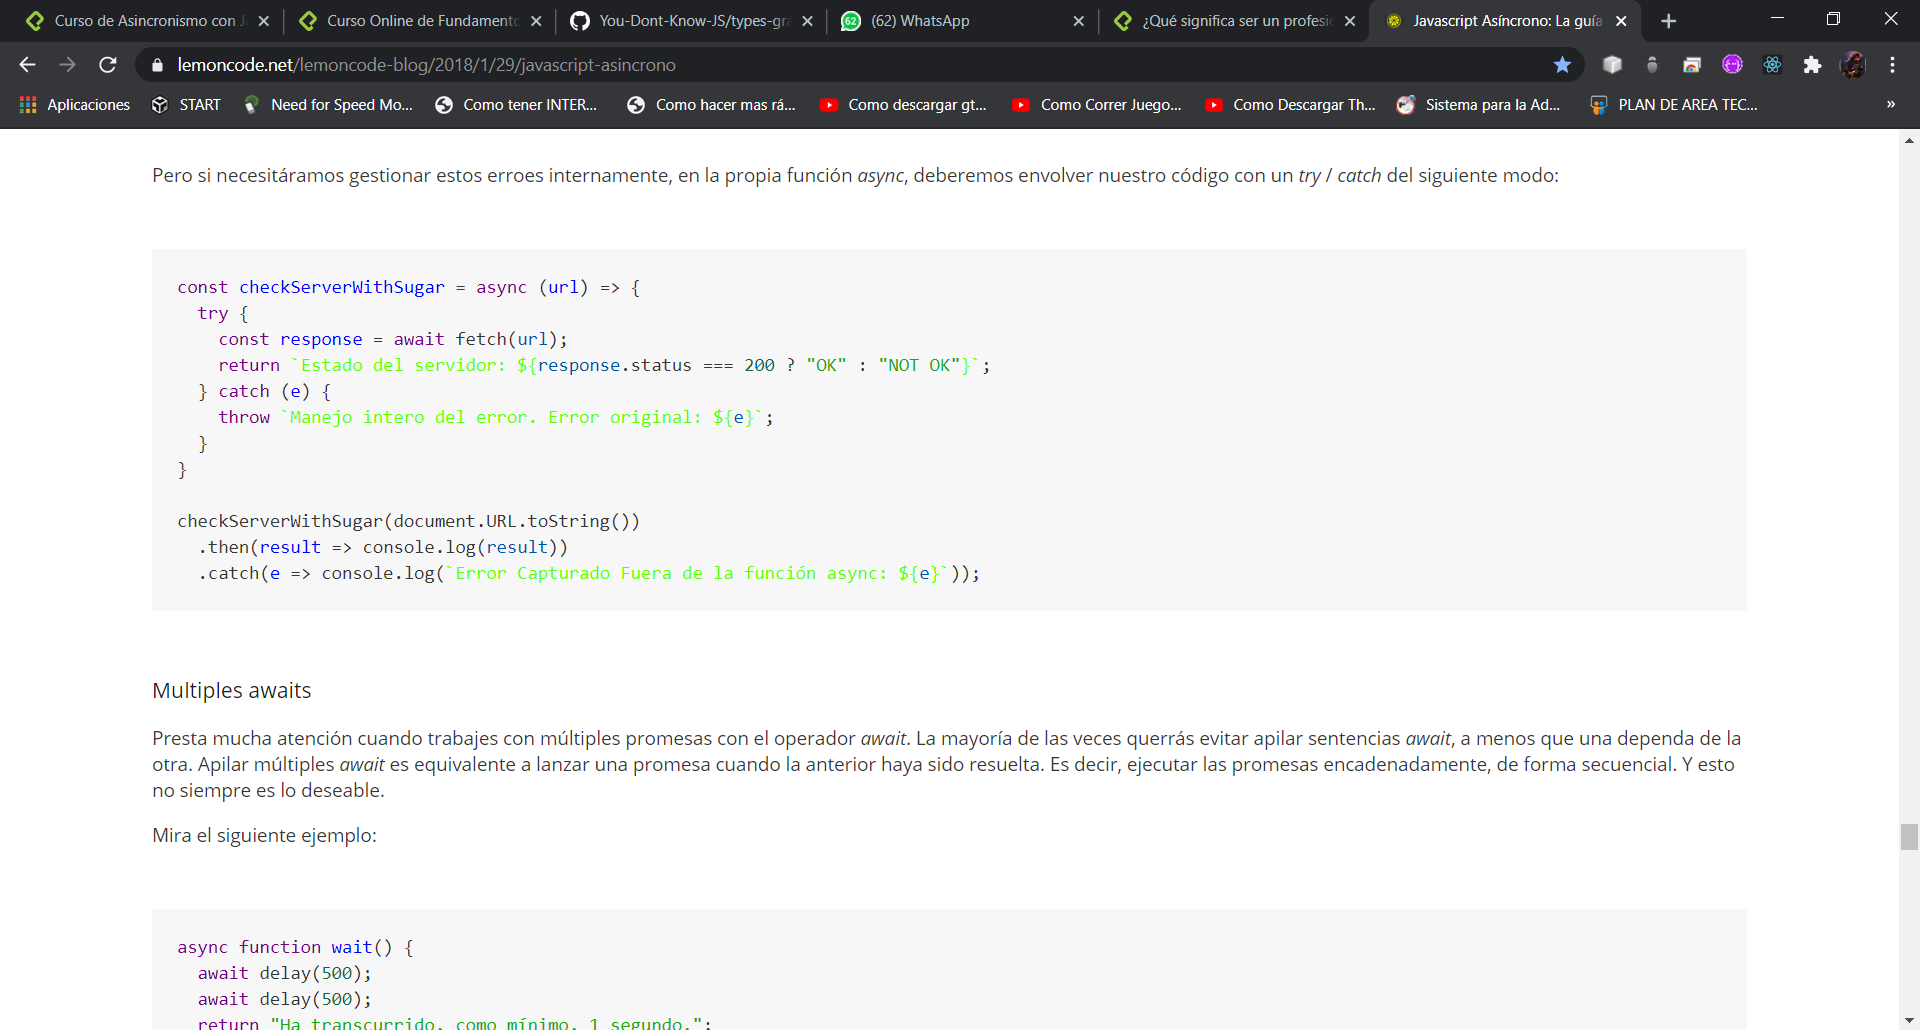 Curso de Asincronismo con J
Curso Online de Fundamento
You-Dont-Know-JS/types-gra
(62) WhatsApp
¿Qué significa ser un profesio
Javascript Asíncrono: La guía
lemoncode.net/lemoncode-blog/2018/1/29/javascript-asincrono
Aplicaciones
START
Need for Speed Mo...
Como tener INTER...
Como hacer mas rá...
Como descargar gt...
Como Correr Juego...
Como Descargar Th...
Sistema para la Ad...
PLAN DE AREA TEC...
»
Pero si necesitáramos gestionar estos erroes internamente, en la propia función async, deberemos envolver nuestro código con un try / catch del siguiente modo:
const checkServerWithSugar = async (url) => {
  try {
    const response = await fetch(url);
    return `Estado del servidor: ${response.status === 200 ? "OK" : "NOT OK"}`;
  } catch (e) {
    throw `Manejo intero del error. Error original: ${e}`;
  }
}
checkServerWithSugar(document.URL.toString())
  .then(result => console.log(result))
  .catch(e => console.log(`Error Capturado Fuera de la función async: ${e}`));
Multiples awaits
Presta mucha atención cuando trabajes con múltiples promesas con el operador await. La mayoría de las veces querrás evitar apilar sentencias await, a menos que una dependa de la
otra. Apilar múltiples await es equivalente a lanzar una promesa cuando la anterior haya sido resuelta. Es decir, ejecutar las promesas encadenadamente, de forma secuencial. Y esto
no siempre es lo deseable.
Mira el siguiente ejemplo:
async function wait() {
  await delay(500);
  await delay(500);
  return "Ha transcurrido, como mínimo, 1 segundo.";